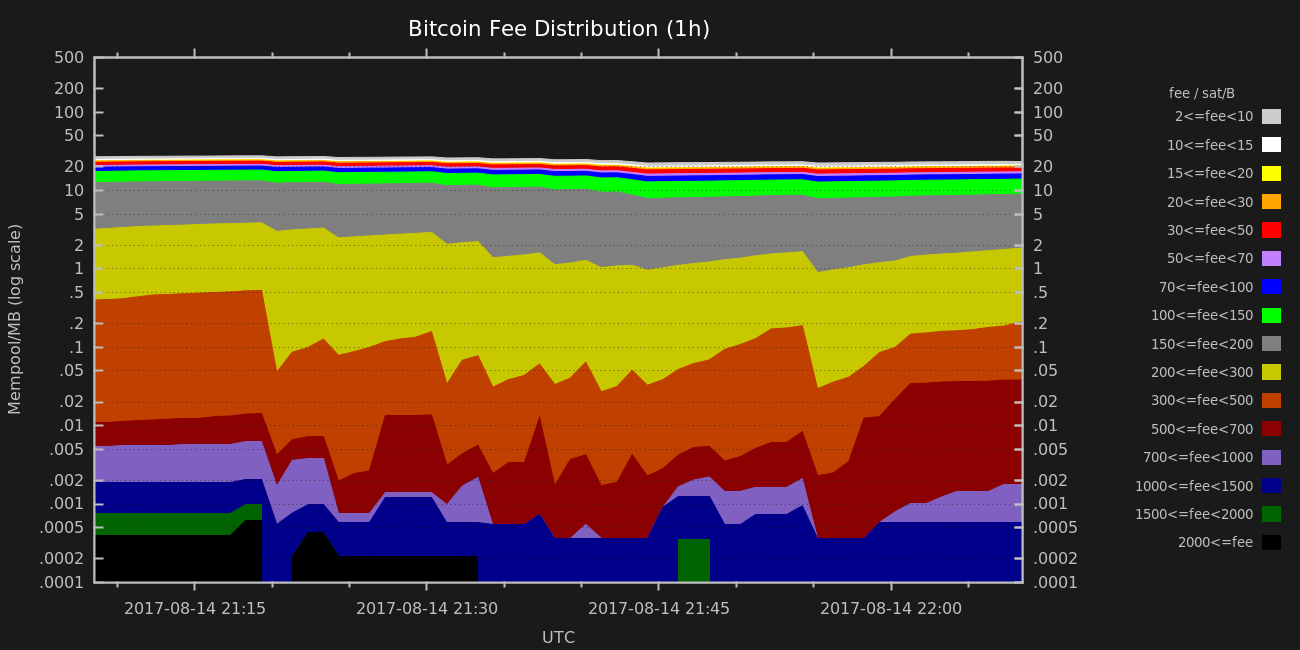 Bitcoin Fee Distribution (1h)
500
200
100
50
20
10
5
2
1
.5
.2
.1
.05
.02
.01
.005
.002
.001
.0005
.0002
.0001
Mempool/MB (log scale)
500
200
100
50
20
10
5
2
1
.5
.2
.1
.05
.02
.01
.005
.002
.001
.0005
.0002
.0001
2017-08-14 21:15 2017-08-14 21:30 2017-08-14 21:45 2017-08-14 22:00
UTC
fee / sat/B
2<=fee<10
10<=fee<15
15<=fee<20
20<=fee<30
30<=fee<50
50<=fee<70
70<=fee<100
100<=fee<150
150<=fee<200
200<=fee<300
300<=fee<500
500<=fee<700
700<=fee<1000
1000<=fee<1500
1500<=fee<2000
2000<=fee